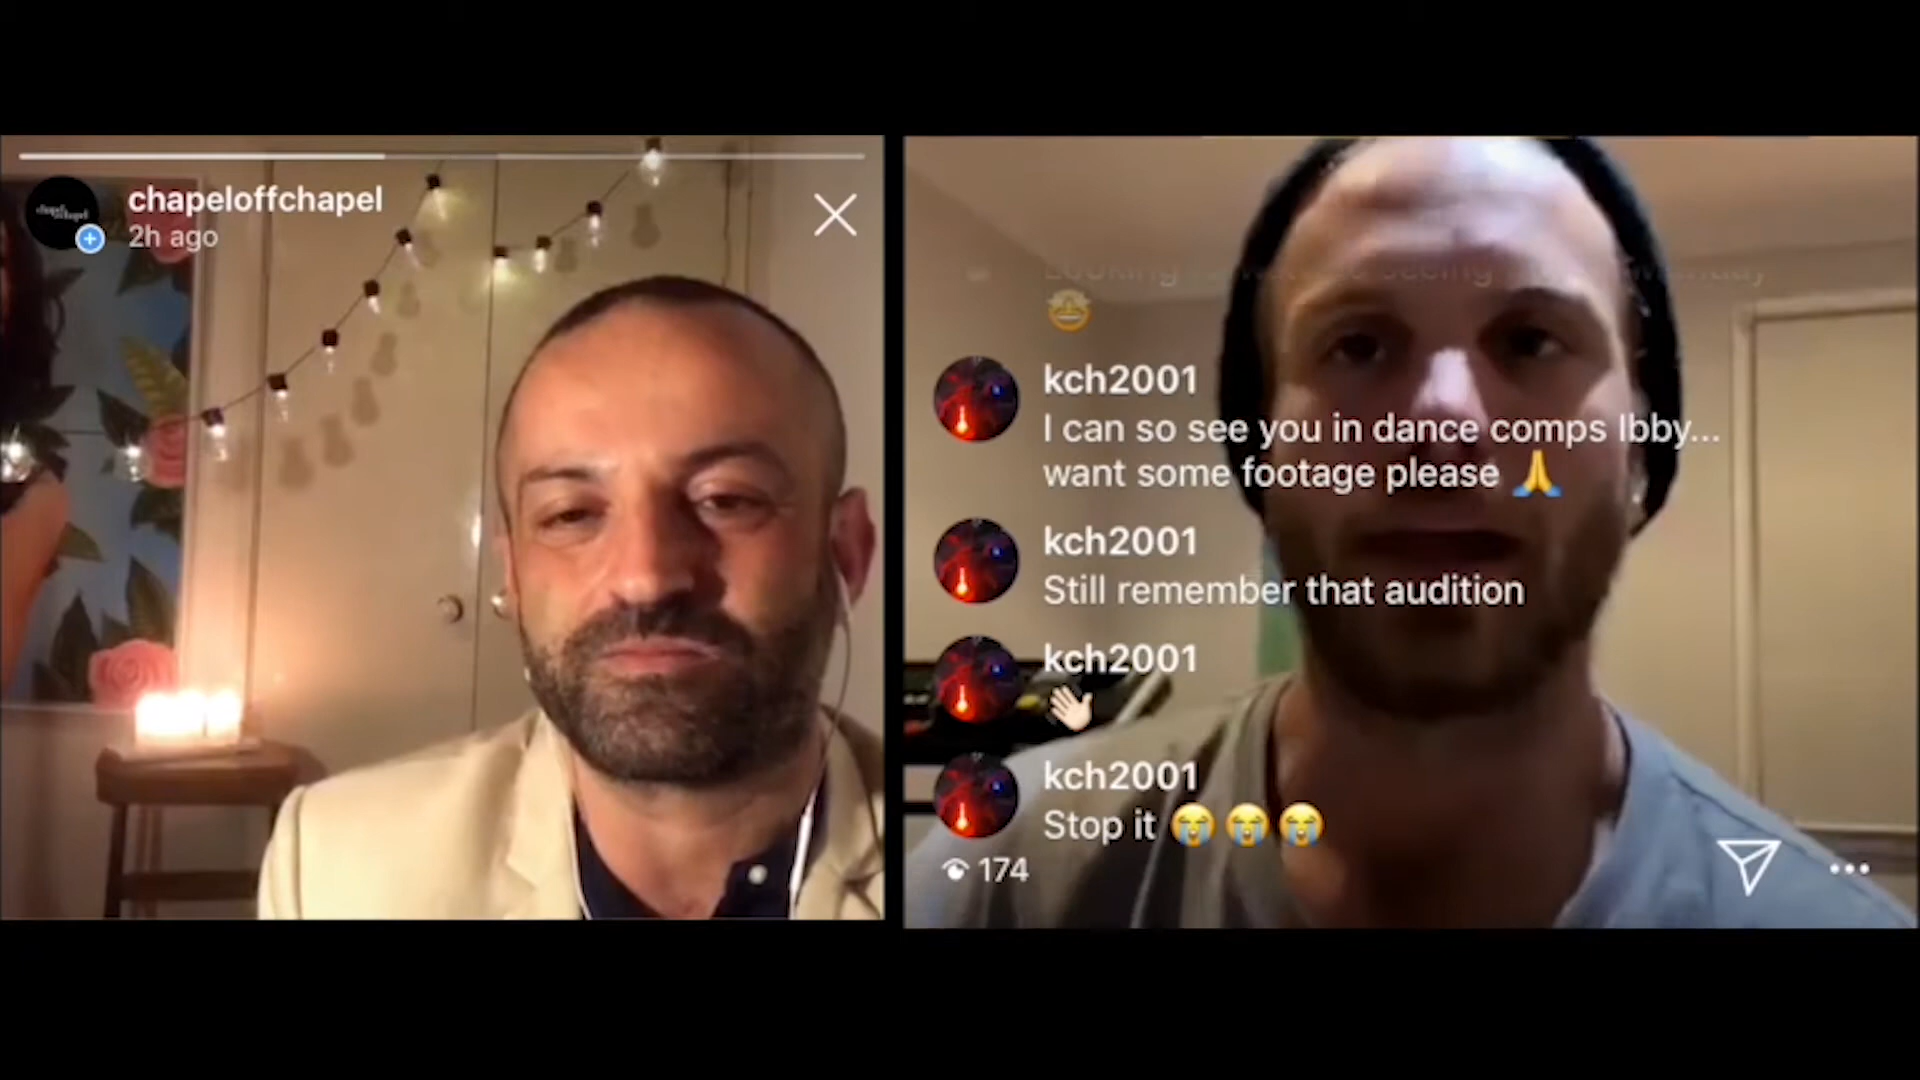 chapeloffchapel
2h ago
kch2001
I can so see you in dance comps Ibby...
want some footage please 🙏
kch2001
Still remember that audition
kch2001
👋🏻
kch2001
Stop it 😭😭😭
174